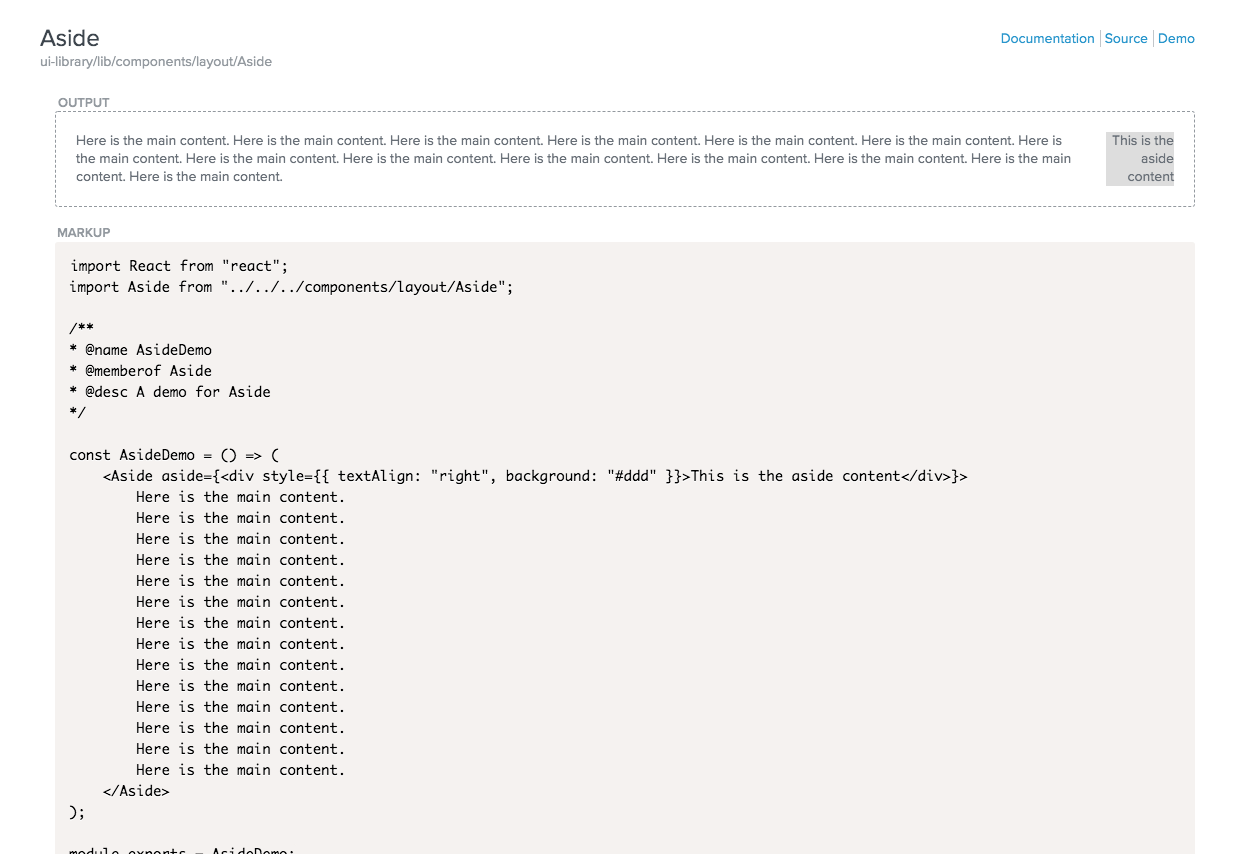 Aside
Documentation Source Demo
ui-library/lib/components/layout/Aside
OUTPUT
Here is the main content. Here is the main content. Here is the main content. Here is the main content. Here is the main content. Here is the main content. Here is
the main content. Here is the main content. Here is the main content. Here is the main content. Here is the main content. Here is the main content. Here is the main
content. Here is the main content.
This is the
aside
content
MARKUP
import React from "react";
import Aside from "../../../components/layout/Aside";
/**
* @name AsideDemo
* @memberof Aside
* @desc A demo for Aside
*/
const AsideDemo = () => (
<Aside aside={<div style={{ textAlign: "right", background: "#ddd" }}>This is the aside content</div>}>
Here is the main content.
Here is the main content.
Here is the main content.
Here is the main content.
Here is the main content.
Here is the main content.
Here is the main content.
Here is the main content.
Here is the main content.
Here is the main content.
Here is the main content.
Here is the main content.
Here is the main content.
Here is the main content.
</Aside>
);
module.exports = AsideDemo;